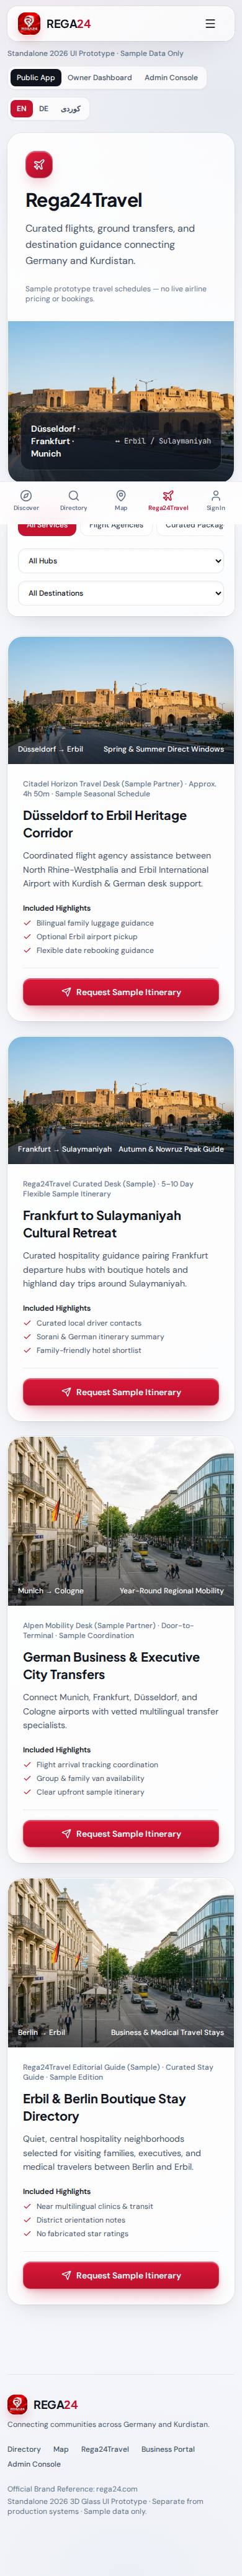 REGA24
Standalone 2026 UI Prototype · Sample Data Only
Public App
Owner Dashboard
Admin Console
EN
DE
کوردی
Rega24Travel
Curated flights, ground transfers, and
destination guidance connecting
Germany and Kurdistan.
Sample prototype travel schedules — no live airline
pricing or bookings.
Düsseldorf ·
Frankfurt ·
Munich
↔ Erbil / Sulaymaniyah
Discover
Directory
Map
Rega24Travel
Sign In
All Services
Flight Agencies
Curated Packag
All Hubs
All Destinations
Düsseldorf → Erbil
Spring & Summer Direct Windows
Citadel Horizon Travel Desk (Sample Partner) · Approx.
4h 50m · Sample Seasonal Schedule
Düsseldorf to Erbil Heritage
Corridor
Coordinated flight agency assistance between
North Rhine-Westphalia and Erbil International
Airport with Kurdish & German desk support.
Included Highlights
Bilingual family luggage guidance
Optional Erbil airport pickup
Flexible date rebooking guidance
Request Sample Itinerary
Frankfurt → Sulaymaniyah
Autumn & Nowruz Peak Guide
Rega24Travel Curated Desk (Sample) · 5–10 Day
Flexible Sample Itinerary
Frankfurt to Sulaymaniyah
Cultural Retreat
Curated hospitality guidance pairing Frankfurt
departure hubs with boutique hotels and
highland day trips around Sulaymaniyah.
Included Highlights
Curated local driver contacts
Sorani & German itinerary summary
Family-friendly hotel shortlist
Request Sample Itinerary
Munich → Cologne
Year-Round Regional Mobility
Alpen Mobility Desk (Sample Partner) · Door-to-
Terminal · Sample Coordination
German Business & Executive
City Transfers
Connect Munich, Frankfurt, Düsseldorf, and
Cologne airports with vetted multilingual transfer
specialists.
Included Highlights
Flight arrival tracking coordination
Group & family van availability
Clear upfront sample itinerary
Request Sample Itinerary
Berlin → Erbil
Business & Medical Travel Stays
Rega24Travel Editorial Guide (Sample) · Curated Stay
Guide · Sample Edition
Erbil & Berlin Boutique Stay
Directory
Quiet, central hospitality neighborhoods
selected for visiting families, executives, and
medical travelers between Berlin and Erbil.
Included Highlights
Near multilingual clinics & transit
District orientation notes
No fabricated star ratings
Request Sample Itinerary
REGA24
Connecting communities across Germany and Kurdistan.
Directory
Map
Rega24Travel
Business Portal
Admin Console
Official Brand Reference: rega24.com
Standalone 2026 3D Glass UI Prototype · Separate from
production systems · Sample data only.